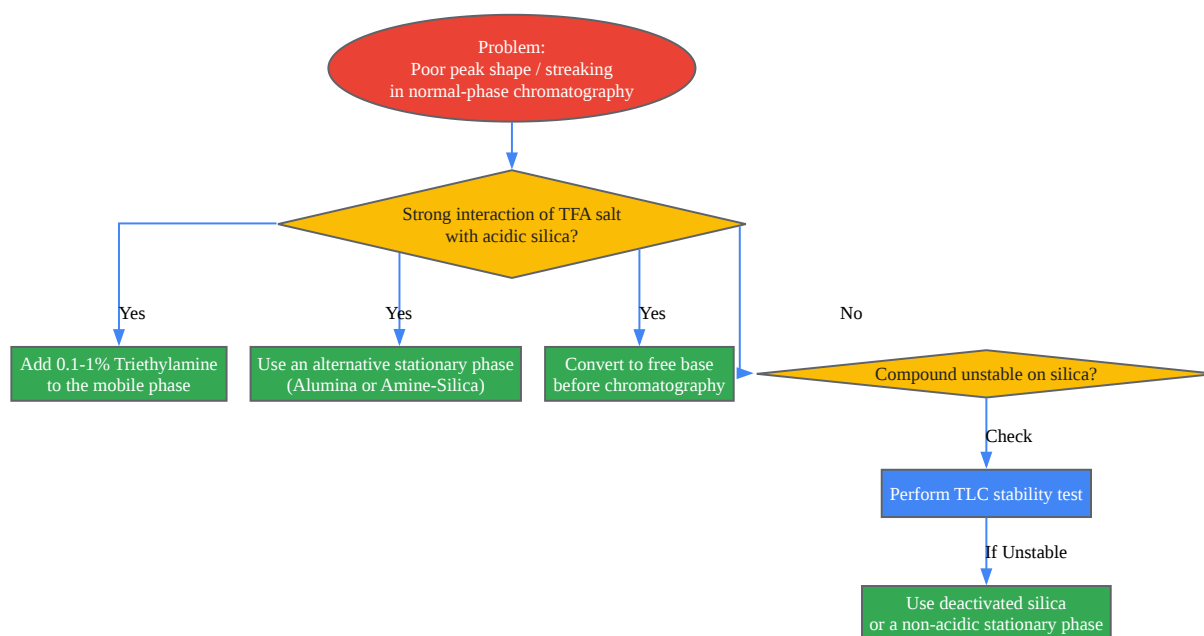 Problem:
Poor peak shape / streaking
in normal-phase chromatography
Strong interaction of TFA salt
with acidic silica?
Yes
Yes
Yes
No
Add 0.1-1% Triethylamine
to the mobile phase
Use an alternative stationary phase
(Alumina or Amine-Silica)
Convert to free base
before chromatography
Compound unstable on silica?
Check
Perform TLC stability test
If Unstable
Use deactivated silica
or a non-acidic stationary phase